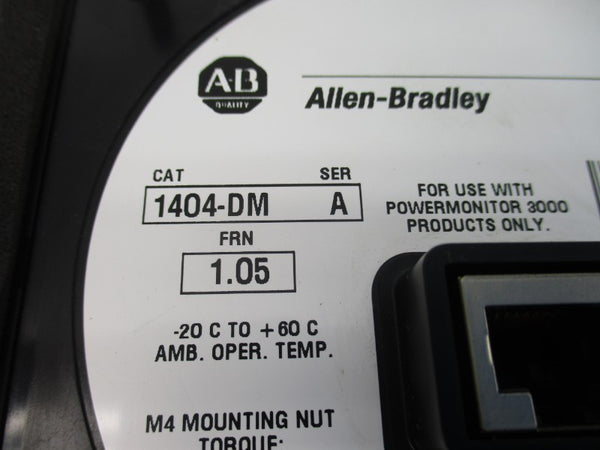 A-B
QUALITY
Allen-Bradley
CAT SER
1404-DM A
FRN
1.05
FOR USE WITH
POWERMONITOR 3000
PRODUCTS ONLY.
-20 C TO +60 C
AMB. OPER. TEMP.
M4 MOUNTING NUT
TORQUE: